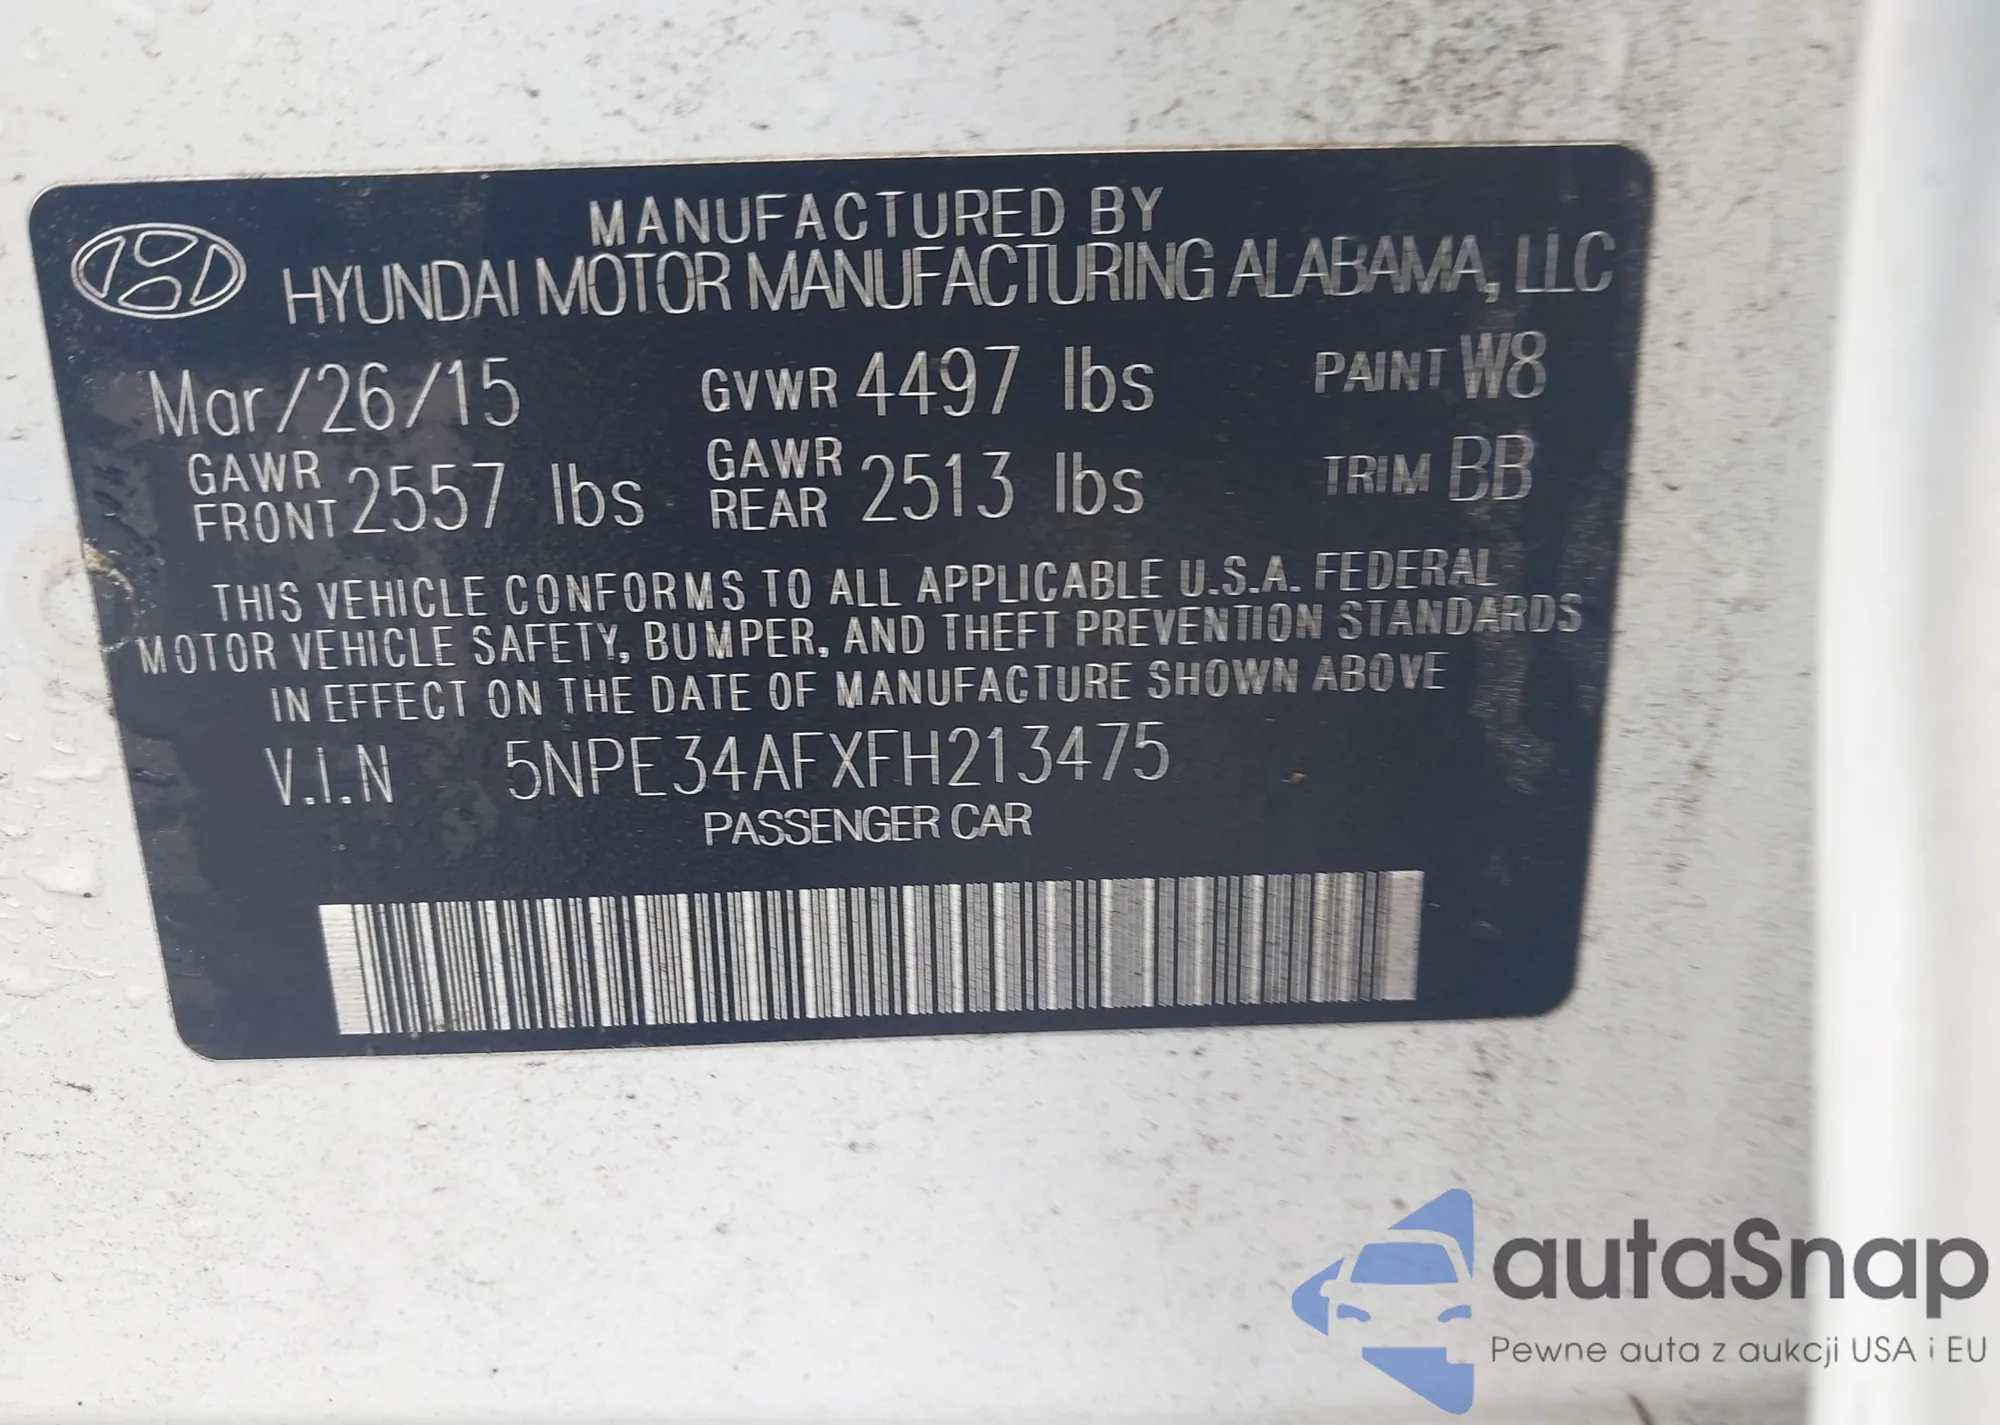 MANUFACTURED BY
HYUNDAI MOTOR MANUFACTURING ALABAMA, LLC
Mar/26/15 GVWR 4497 lbs PAINT W8
GAWR FRONT 2557 lbs GAWR REAR 2513 lbs TRIM BB
THIS VEHICLE CONFORMS TO ALL APPLICABLE U.S.A. FEDERAL
MOTOR VEHICLE SAFETY, BUMPER, AND THEFT PREVENTION STANDARDS
IN EFFECT ON THE DATE OF MANUFACTURE SHOWN ABOVE
V.I.N 5NPE34AFXFH213475
PASSENGER CAR
autaSnap
Pewne auta z aukcji USA i EU